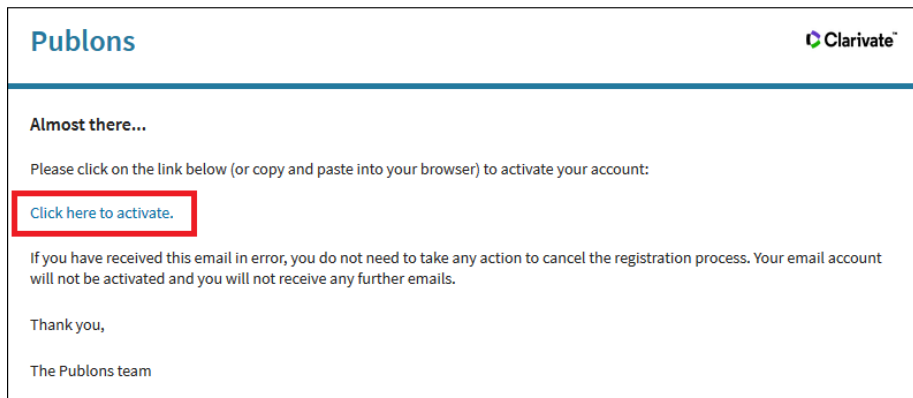 Publons
Clarivate™
Almost there...
Please click on the link below (or copy and paste into your browser) to activate your account:
Click here to activate.
If you have received this email in error, you do not need to take any action to cancel the registration process. Your email account
will not be activated and you will not receive any further emails.
Thank you,
The Publons team